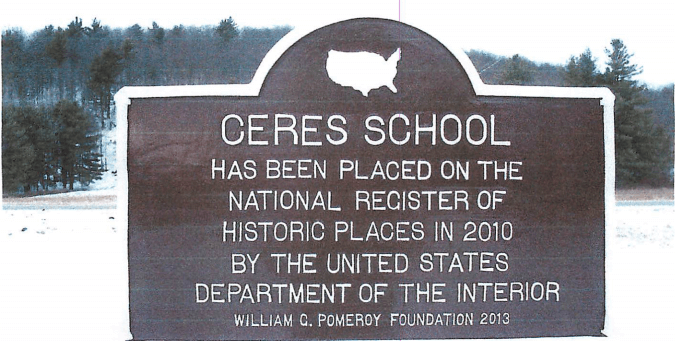 CERES SCHOOL
HAS BEEN PLACED ON THE
NATIONAL REGISTER OF
HISTORIC PLACES IN 2010
BY THE UNITED STATES
DEPARTMENT OF THE INTERIOR
WILLIAM G. POMEROY FOUNDATION 2013